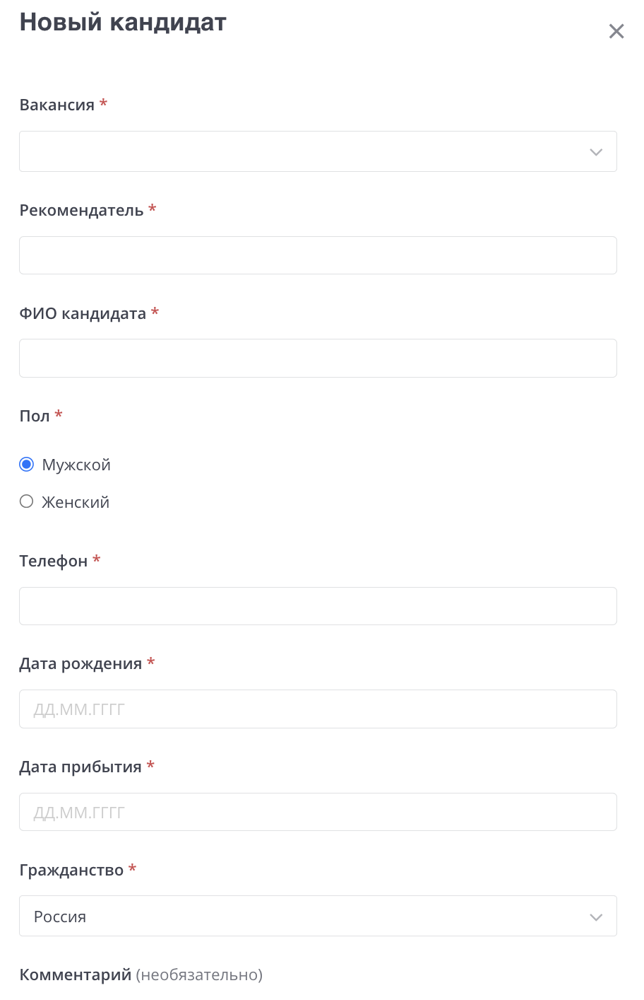 Новый кандидат
Вакансия *
Рекомендатель *
ФИО кандидата *
Пол *
Мужской
Женский
Телефон *
Дата рождения *
ДД.ММ.ГГГГ
Дата прибытия *
ДД.ММ.ГГГГ
Гражданство *
Россия
Комментарий (необязательно)